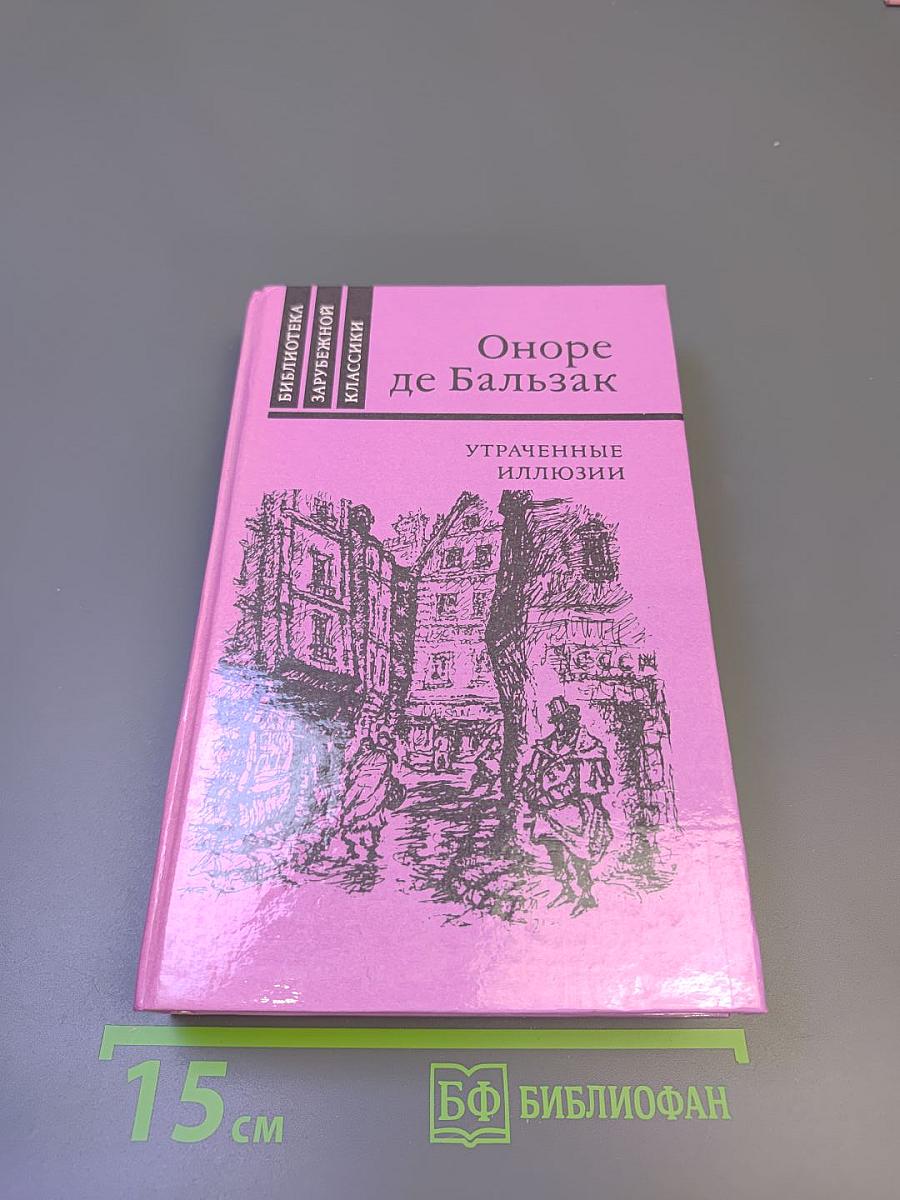 БИБЛИОТЕКА
ЗАРУБЕЖНОЙ
КЛАССИКИ
Оноре
де Бальзак
УТРАЧЕННЫЕ
ИЛЛЮЗИИ
15 см
БФ БИБЛИОФАН